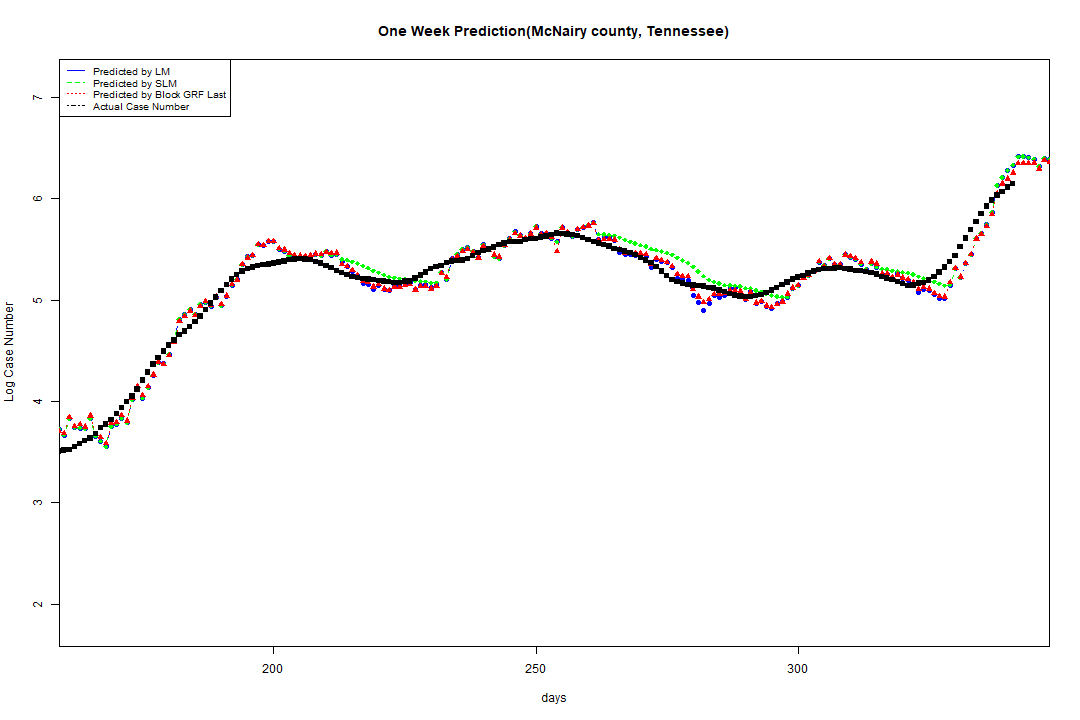 One Week Prediction(McNairy county, Tennessee)
Predicted by LM
Predicted by SLM
Predicted by Block GRF Last
Actual Case Number
7
6
5
4
3
2
Log Case Number
200
250
300
days